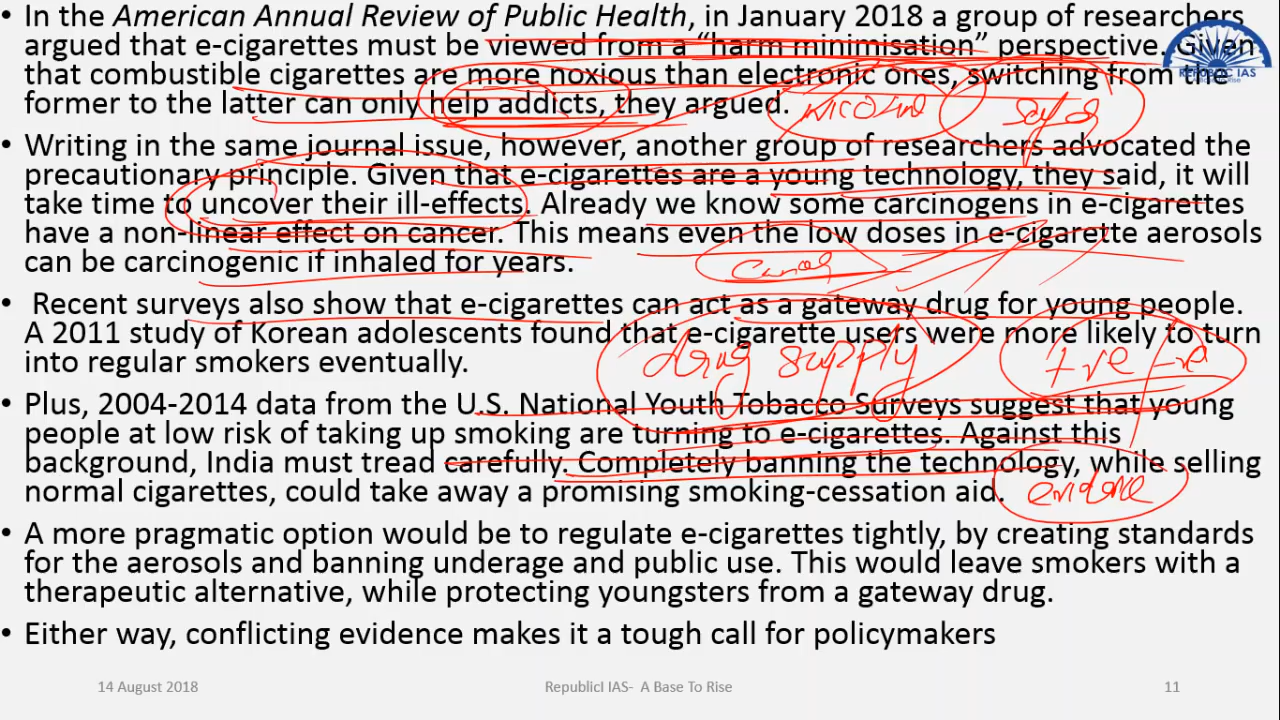 • In the American Annual Review of Public Health, in January 2018 a group of researchers
argued that e-cigarettes must be viewed from a “harm minimisation” perspective. Given
that combustible cigarettes are more noxious than electronic ones, switching from the
REPUBLIC IAS
former to the latter can only help addicts, they argued.
• Writing in the same journal issue, however, another group of researchers advocated the
precautionary principle. Given that e-cigarettes are a young technology, they said, it will
take time to uncover their ill-effects. Already we know some carcinogens in e-cigarettes
have a non-linear effect on cancer. This means even the low doses in e-cigarette aerosols
can be carcinogenic if inhaled for years.
• Recent surveys also show that e-cigarettes can act as a gateway drug for young people.
A 2011 study of Korean adolescents found that e-cigarette users were more likely to turn
into regular smokers eventually.
drug supply
+ve -ve
• Plus, 2004-2014 data from the U.S. National Youth Tobacco Surveys suggest that young
people at low risk of taking up smoking are turning to e-cigarettes. Against this
background, India must tread carefully. Completely banning the technology, while selling
normal cigarettes, could take away a promising smoking-cessation aid.
evidence
• A more pragmatic option would be to regulate e-cigarettes tightly, by creating standards
for the aerosols and banning underage and public use. This would leave smokers with a
therapeutic alternative, while protecting youngsters from a gateway drug.
• Either way, conflicting evidence makes it a tough call for policymakers
14 August 2018
RepublicI IAS- A Base To Rise
11